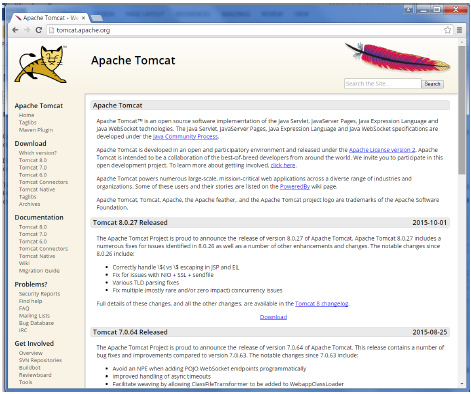 Apache Tomcat - We
tomcat.apache.org
Apache Tomcat
Search the Site...
Search
Apache Tomcat
Home
Taglibs
Maven Plugin
Download
Which version?
Tomcat 8.0
Tomcat 7.0
Tomcat 6.0
Tomcat Connectors
Tomcat Native
Taglibs
Archives
Documentation
Tomcat 8.0
Tomcat 7.0
Tomcat 6.0
Tomcat Connectors
Tomcat Native
Wiki
Migration Guide
Problems?
Security Reports
Find help
FAQ
Mailing Lists
Bug Database
IRC
Get Involved
Overview
SVN Repositories
Buildbot
Reviewboard
Tools
Apache Tomcat
Apache Tomcat™ is an open source software implementation of the Java Servlet, JavaServer Pages, Java Expression Language and
Java WebSocket technologies. The Java Servlet, JavaServer Pages, Java Expression Language and Java WebSocket specifications are
developed under the Java Community Process.
Apache Tomcat is developed in an open and participatory environment and released under the Apache License version 2. Apache
Tomcat is intended to be a collaboration of the best-of-breed developers from around the world. We invite you to participate in this
open development project. To learn more about getting involved, click here.
Apache Tomcat powers numerous large-scale, mission-critical web applications across a diverse range of industries and
organizations. Some of these users and their stories are listed on the PoweredBy wiki page.
Apache Tomcat, Tomcat, Apache, the Apache feather, and the Apache Tomcat project logo are trademarks of the Apache Software
Foundation.
Tomcat 8.0.27 Released 2015-10-01
The Apache Tomcat Project is proud to announce the release of version 8.0.27 of Apache Tomcat. Apache Tomcat 8.0.27 includes a
numerous fixes for issues identified in 8.0.26 as well as a number of other enhancements and changes. The notable changes since
8.0.26 include:
• Correctly handle \${ vs \$ escaping in JSP and EL
• Fix for issues with NIO + SSL + sendfile
• Various TLD parsing fixes
• Fix multiple (mostly rare and/or zero impact) concurrency issues
Full details of these changes, and all the other changes, are available in the Tomcat 8 changelog.
Download
Tomcat 7.0.64 Released 2015-08-25
The Apache Tomcat Project is proud to announce the release of version 7.0.64 of Apache Tomcat. This release contains a number of
bug fixes and improvements compared to version 7.0.63. The notable changes since 7.0.63 include:
• Avoid an NPE when adding POJO WebSocket endpoints programmatically
• Improved handling of async timeouts
• Facilitate weaving by allowing ClassFileTransformer to be added to WebappClassLoader